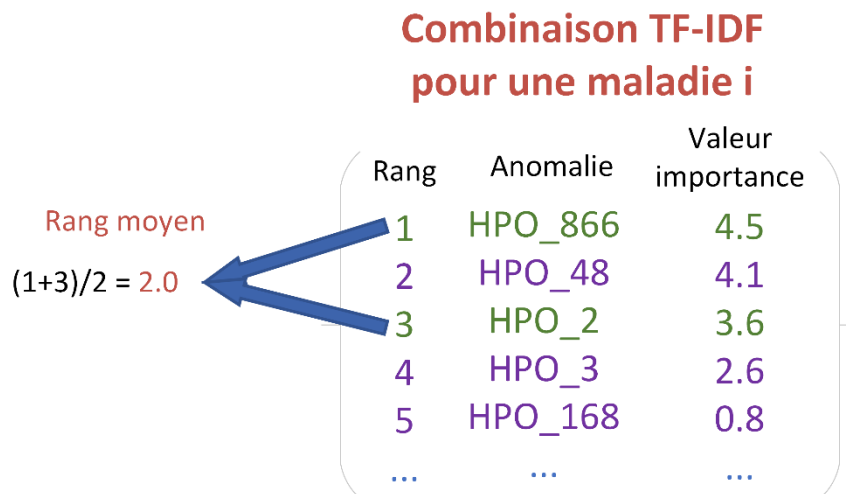 Combinaison TF-IDF
pour une maladie i
Rang Anomalie Valeur importance
Rang moyen
(1+3)/2 = 2.0
1 HPO_866 4.5
2 HPO_48 4.1
3 HPO_2 3.6
4 HPO_3 2.6
5 HPO_168 0.8
... ... ...